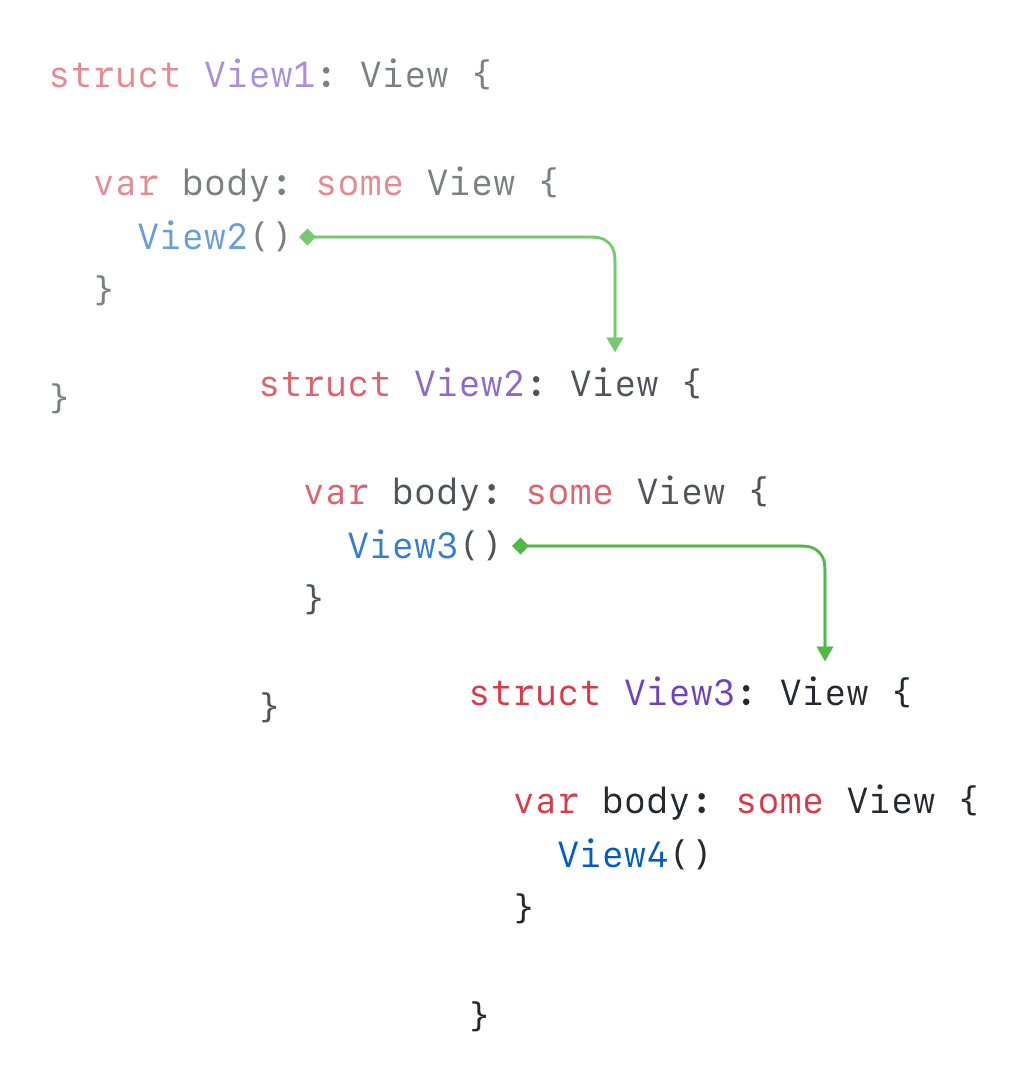 struct View1: View {
var body: some View {
View2()
}
}
struct View2: View {
var body: some View {
View3()
}
}
struct View3: View {
var body: some View {
View4()
}
}